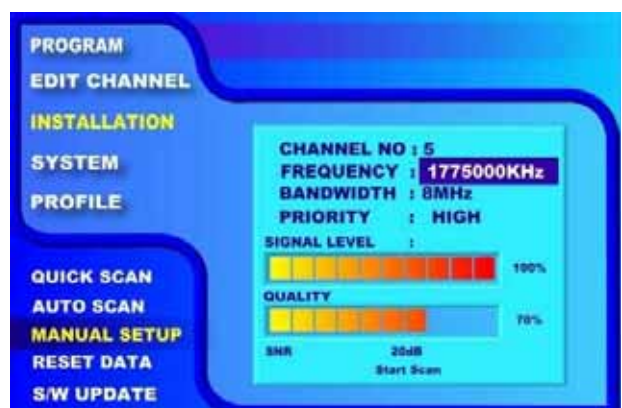 PROGRAM
EDIT CHANNEL
INSTALLATION
SYSTEM
PROFILE
QUICK SCAN
AUTO SCAN
MANUAL SETUP
RESET DATA
S/W UPDATE
CHANNEL NO : 5
FREQUENCY : 1775000KHz
BANDWIDTH : 8MHz
PRIORITY : HIGH
SIGNAL LEVEL :
100%
QUALITY
70%
SNR 20dB
Start Scan